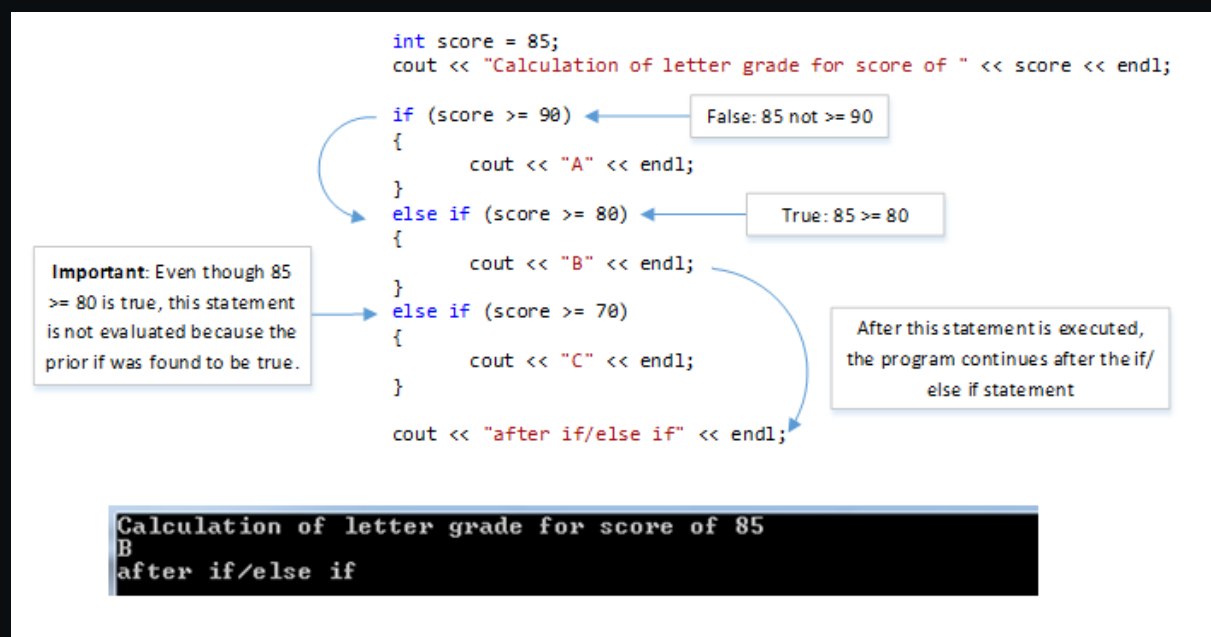 int score = 85;
cout << "Calculation of letter grade for score of " << score << endl;
if (score >= 90)
False: 85 not >= 90
{
cout << "A" << endl;
}
else if (score >= 80)
True: 85 >= 80
{
cout << "B" << endl;
}
Important: Even though 85
>= 80 is true, this statement
is not evaluated because the
prior if was found to be true.
else if (score >= 70)
{
cout << "C" << endl;
}
After this statement is executed,
the program continues after the if/
else if statement
cout << "after if/else if" << endl;
Calculation of letter grade for score of 85
B
after if/else if